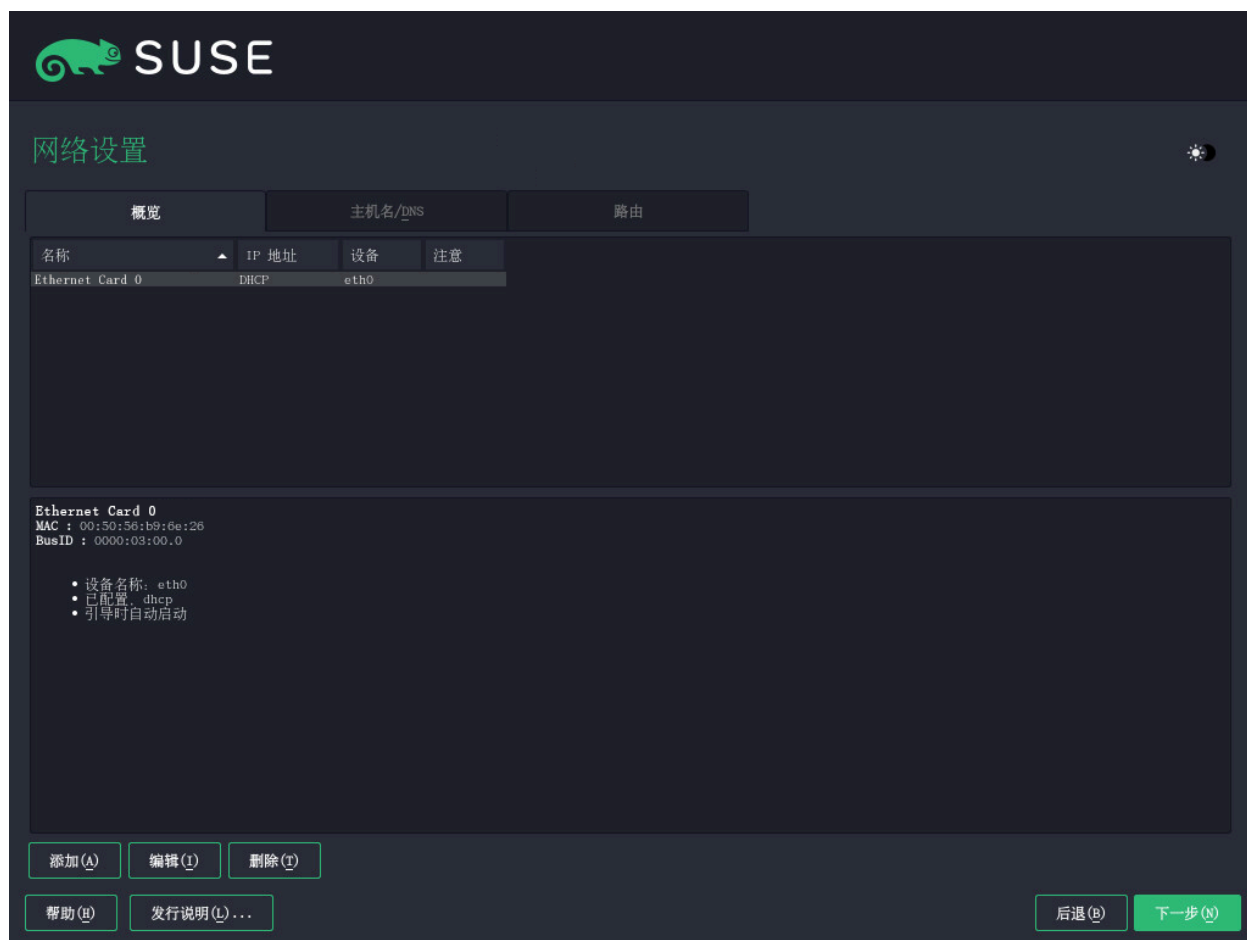 SUSE
网络设置
概览 主机名/DNS 路由
名称 IP 地址 设备 注意
Ethernet Card 0 DHCP eth0
Ethernet Card 0
MAC : 00:50:56:b9:6e:26
BusID : 0000:03:00.0
• 设备名称: eth0
• 已配置, dhcp
• 引导时自动启动
添加(A) 编辑(I) 删除(T)
帮助(H) 发行说明(L)... 后退(B) 下一步(N)